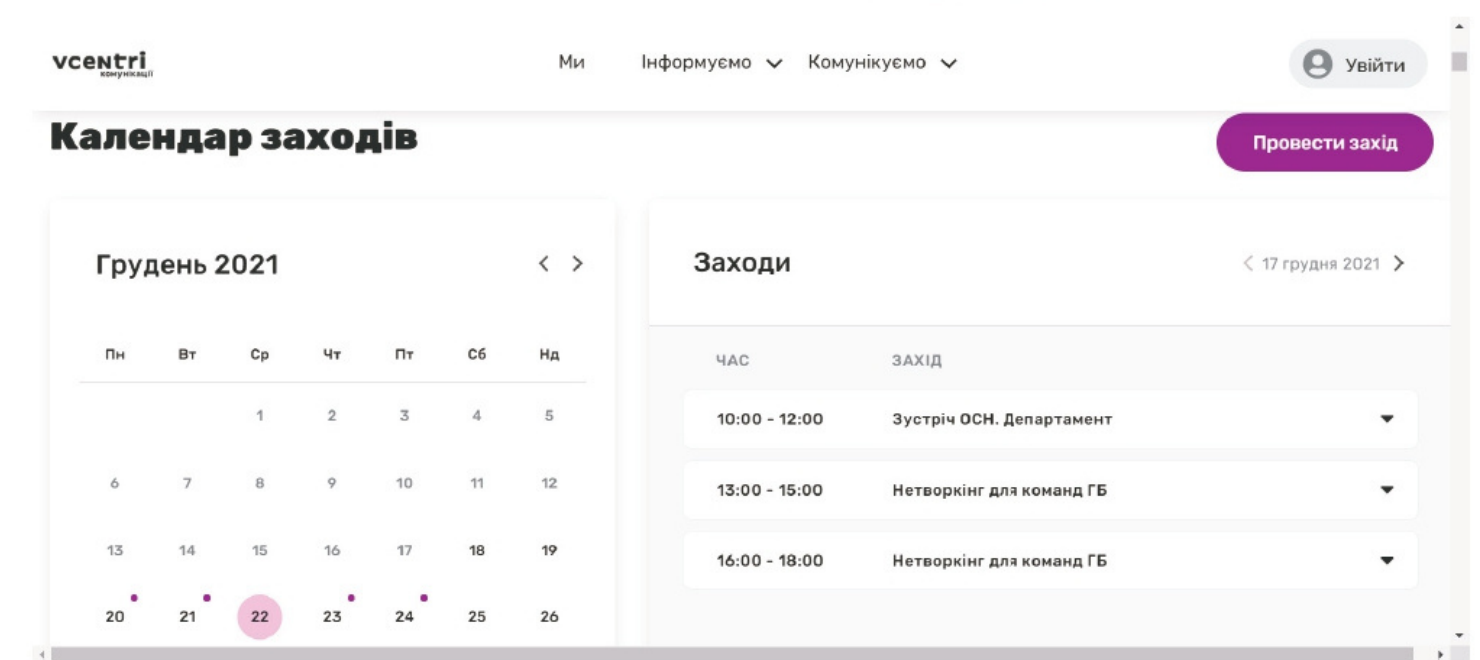 vcentri
комунікації
Ми Інформуємо Комунікуємо Увійти
Календар заходів
Провести захід
Грудень 2021
Пн Вт Ср Чт Пт Сб Нд
1 2 3 4 5
6 7 8 9 10 11 12
13 14 15 16 17 18 19
20 21 22 23 24 25 26
Заходи
17 грудня 2021
ЧАС ЗАХІД
10:00 - 12:00 Зустріч ОСН. Департамент
13:00 - 15:00 Нетворкінг для команд ГБ
16:00 - 18:00 Нетворкінг для команд ГБ